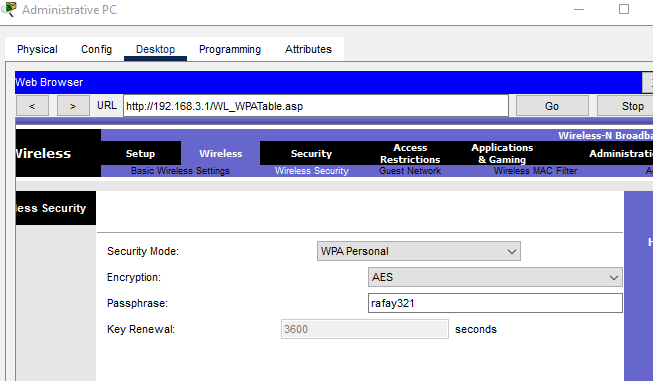 Administrative PC
Physical Config Desktop Programming Attributes
Web Browser
< > URL http://192.168.3.1/WL_WPATable.asp Go Stop
Wireless-N Broadba
Wireless Setup Wireless Security Access Restrictions Applications & Gaming Administrati
Basic Wireless Settings Wireless Security Guest Network Wireless MAC Filter A
less Security
H
Security Mode: WPA Personal
Encryption: AES
Passphrase: rafay321
Key Renewal: 3600 seconds